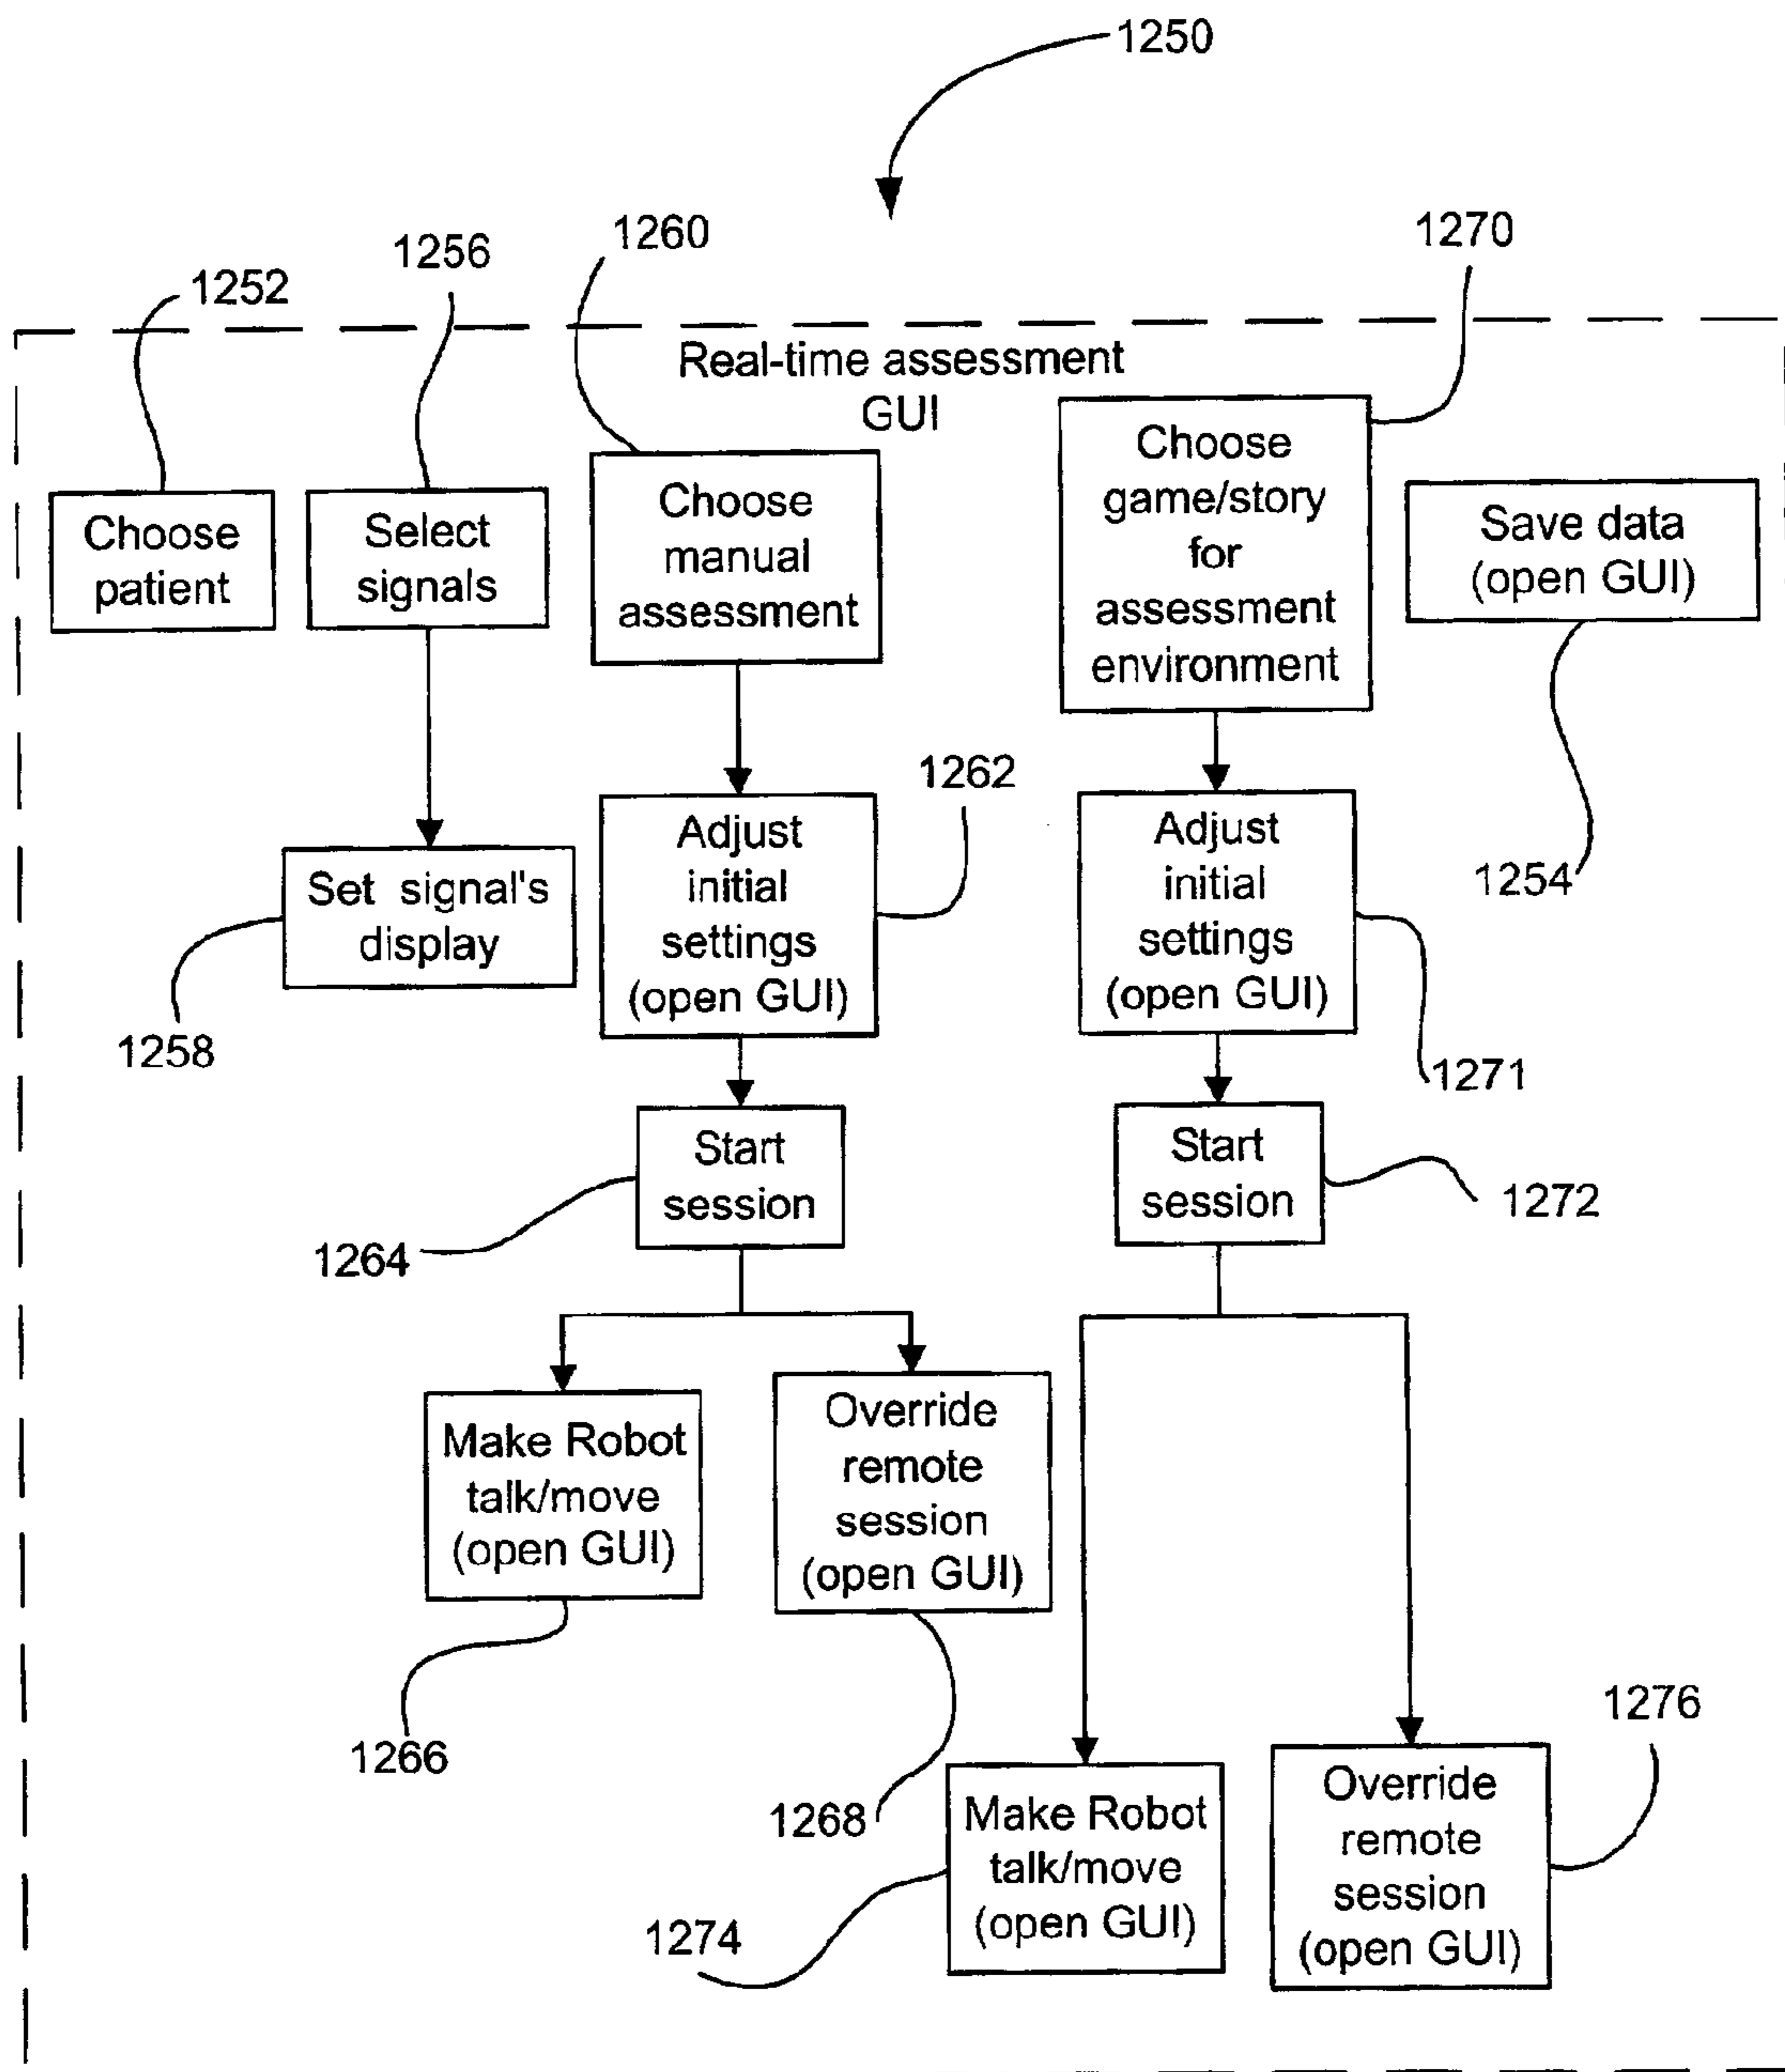 1250
1260
1270
1256
1252
Real-time assessment
GUI
Choose
patient
Select
signals
Choose
manual
assessment
Choose
game/story
for
assessment
environment
Save data
(open GUI)
1254
Set signal's
display
1258
Adjust
initial
settings
(open GUI)
1262
Adjust
initial
settings
(open GUI)
1271
Start
session
1264
Start
session
1272
Make Robot
talk/move
(open GUI)
1266
Override
remote
session
(open GUI)
1268
Make Robot
talk/move
(open GUI)
1274
Override
remote
session
(open GUI)
1276